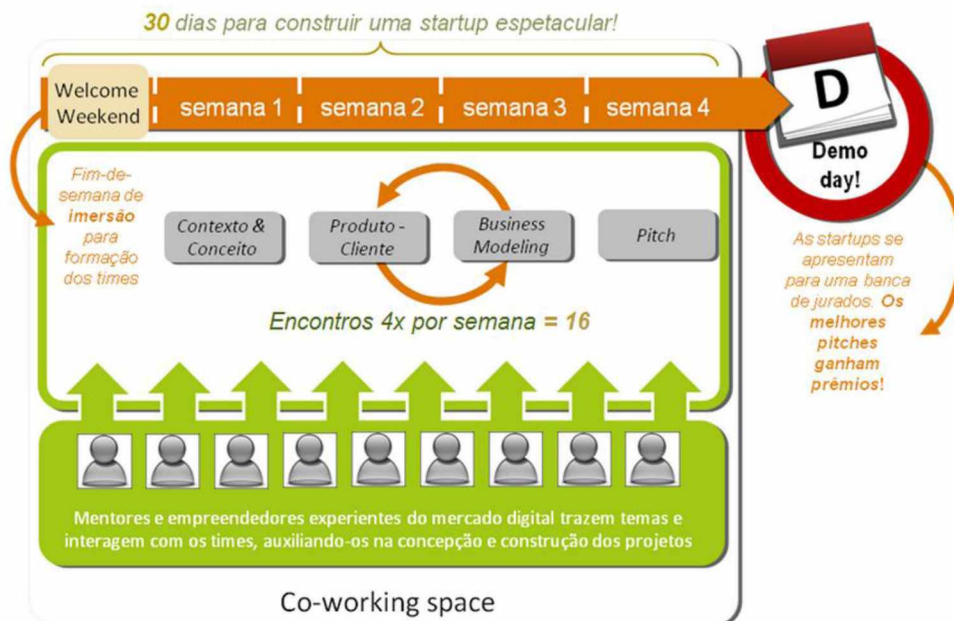 30 dias para construir uma startup espetacular!
Welcome
Weekend
semana 1
semana 2
semana 3
semana 4
D
Demo
day!
Fim-de-
semana de
imersão
para
formação
dos times
Contexto &
Conceito
Produto -
Cliente
Business
Modeling
Pitch
Encontros 4x por semana = 16
As startups se
apresentam
para uma banca
de jurados. Os
melhores
pitches
ganham
prêmios!
Mentores e empreendedores experientes do mercado digital trazem temas e
interagem com os times, auxiliando-os na concepção e construção dos projetos
Co-working space